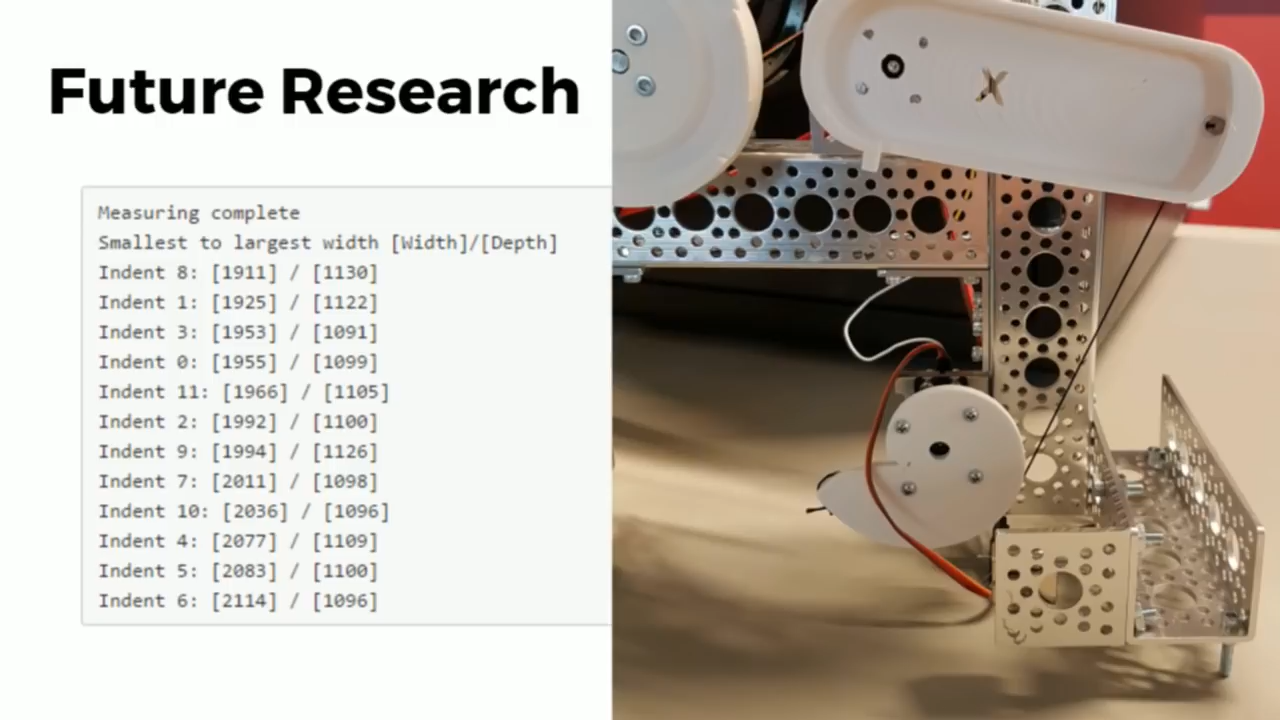 Future Research
Measuring complete
Smallest to largest width [Width]/[Depth]
Indent 8: [1911] / [1130]
Indent 1: [1925] / [1122]
Indent 3: [1953] / [1091]
Indent 0: [1955] / [1099]
Indent 11: [1966] / [1105]
Indent 2: [1992] / [1100]
Indent 9: [1994] / [1126]
Indent 7: [2011] / [1098]
Indent 10: [2036] / [1096]
Indent 4: [2077] / [1109]
Indent 5: [2083] / [1100]
Indent 6: [2114] / [1096]
X